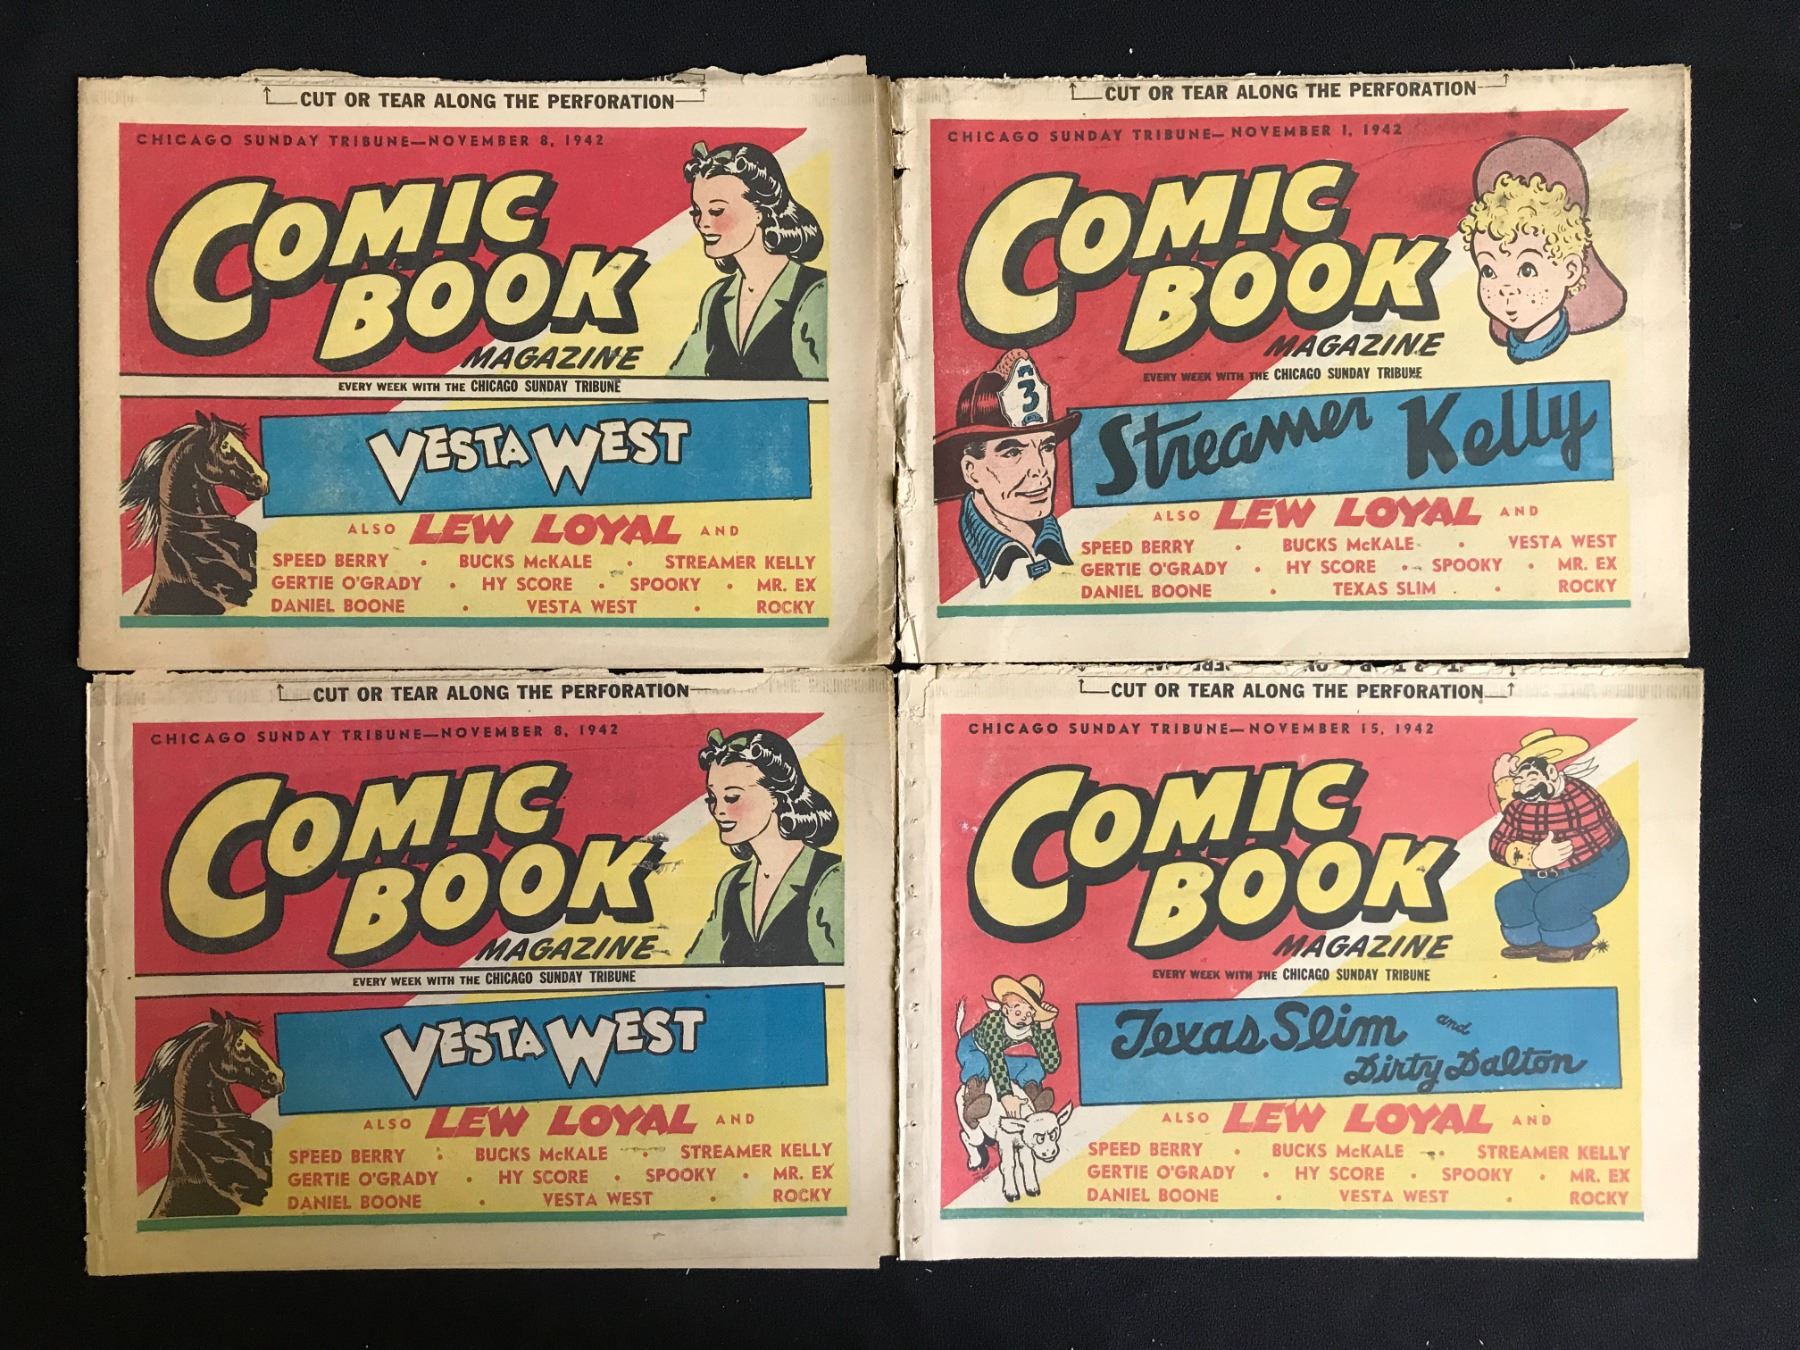 CUT OR TEAR ALONG THE PERFORATION
CHICAGO SUNDAY TRIBUNE—NOVEMBER 8, 1942
COMIC
BOOK
MAGAZINE
EVERY WEEK WITH THE CHICAGO SUNDAY TRIBUNE
VESTA WEST
ALSO LEW LOYAL AND
SPEED BERRY • BUCKS McKALE • STREAMER KELLY
GERTIE O'GRADY • HY SCORE • SPOOKY • MR. EX
DANIEL BOONE • VESTA WEST • ROCKY
CUT OR TEAR ALONG THE PERFORATION
CHICAGO SUNDAY TRIBUNE—NOVEMBER 1, 1942
COMIC
BOOK
MAGAZINE
EVERY WEEK WITH THE CHICAGO SUNDAY TRIBUNE
3
Streamer Kelly
ALSO LEW LOYAL AND
SPEED BERRY • BUCKS McKALE • VESTA WEST
GERTIE O'GRADY • HY SCORE • SPOOKY • MR. EX
DANIEL BOONE • TEXAS SLIM • ROCKY
CUT OR TEAR ALONG THE PERFORATION
CHICAGO SUNDAY TRIBUNE—NOVEMBER 8, 1942
COMIC
BOOK
MAGAZINE
EVERY WEEK WITH THE CHICAGO SUNDAY TRIBUNE
VESTA WEST
ALSO LEW LOYAL AND
SPEED BERRY • BUCKS McKALE • STREAMER KELLY
GERTIE O'GRADY • HY SCORE • SPOOKY • MR. EX
DANIEL BOONE • VESTA WEST • ROCKY
CUT OR TEAR ALONG THE PERFORATION
CHICAGO SUNDAY TRIBUNE—NOVEMBER 15, 1942
COMIC
BOOK
MAGAZINE
EVERY WEEK WITH THE CHICAGO SUNDAY TRIBUNE
Texas Slim and
Dirty Dalton
ALSO LEW LOYAL AND
SPEED BERRY • BUCKS McKALE • STREAMER KELLY
GERTIE O'GRADY • HY SCORE • SPOOKY • MR. EX
DANIEL BOONE • VESTA WEST • ROCKY